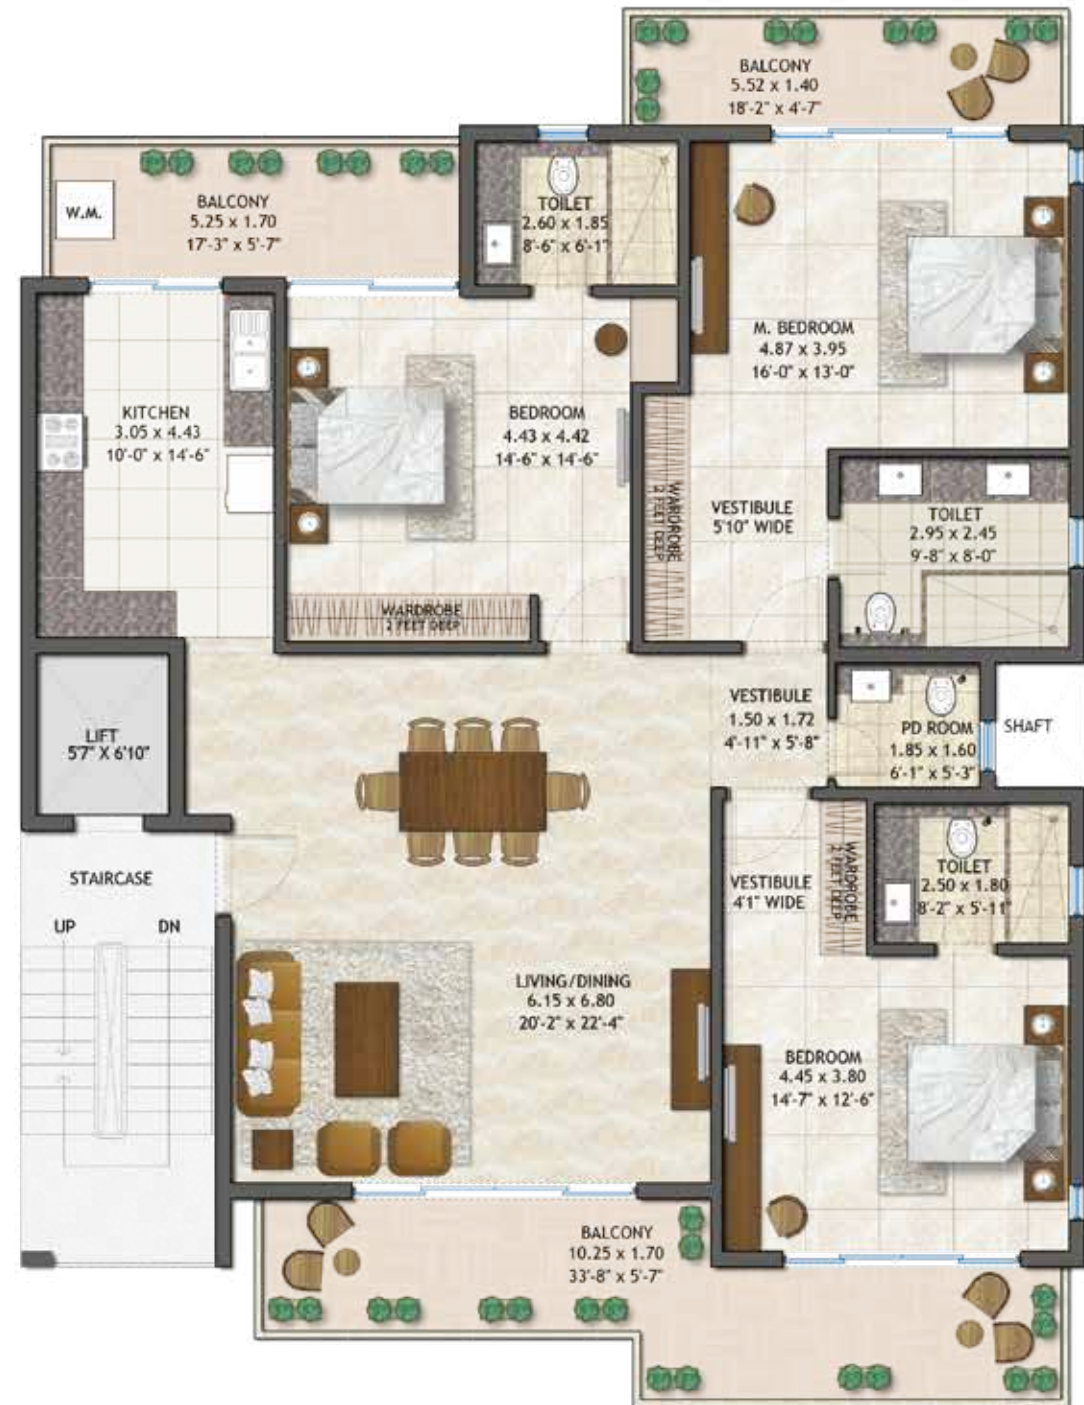 BALCONY
5.52 x 1.40
18'-2" x 4'-7"
W.M.
BALCONY
5.25 x 1.70
17'-3" x 5'-7"
TOILET
2.60 x 1.85
8'-6" x 6'-1"
M. BEDROOM
4.87 x 3.95
16'-0" x 13'-0"
KITCHEN
3.05 x 4.43
10'-0" x 14'-6"
BEDROOM
4.43 x 4.42
14'-6" x 14'-6"
WARDROBE
2 FEET DEEP
VESTIBULE
5'10" WIDE
TOILET
2.95 x 2.45
9'-8" x 8'-0"
WARDROBE
2 FEET DEEP
LIFT
5'7" X 6'10"
VESTIBULE
1.50 x 1.72
4'-11" x 5'-8"
PD ROOM
1.85 x 1.60
6'-1" x 5'-3"
SHAFT
STAIRCASE
UP
DN
VESTIBULE
4'1" WIDE
WARDROBE
2 FEET DEEP
TOILET
2.50 x 1.80
8'-2" x 5'-11"
LIVING/DINING
6.15 x 6.80
20'-2" x 22'-4"
BEDROOM
4.45 x 3.80
14'-7" x 12'-6"
BALCONY
10.25 x 1.70
33'-8" x 5'-7"